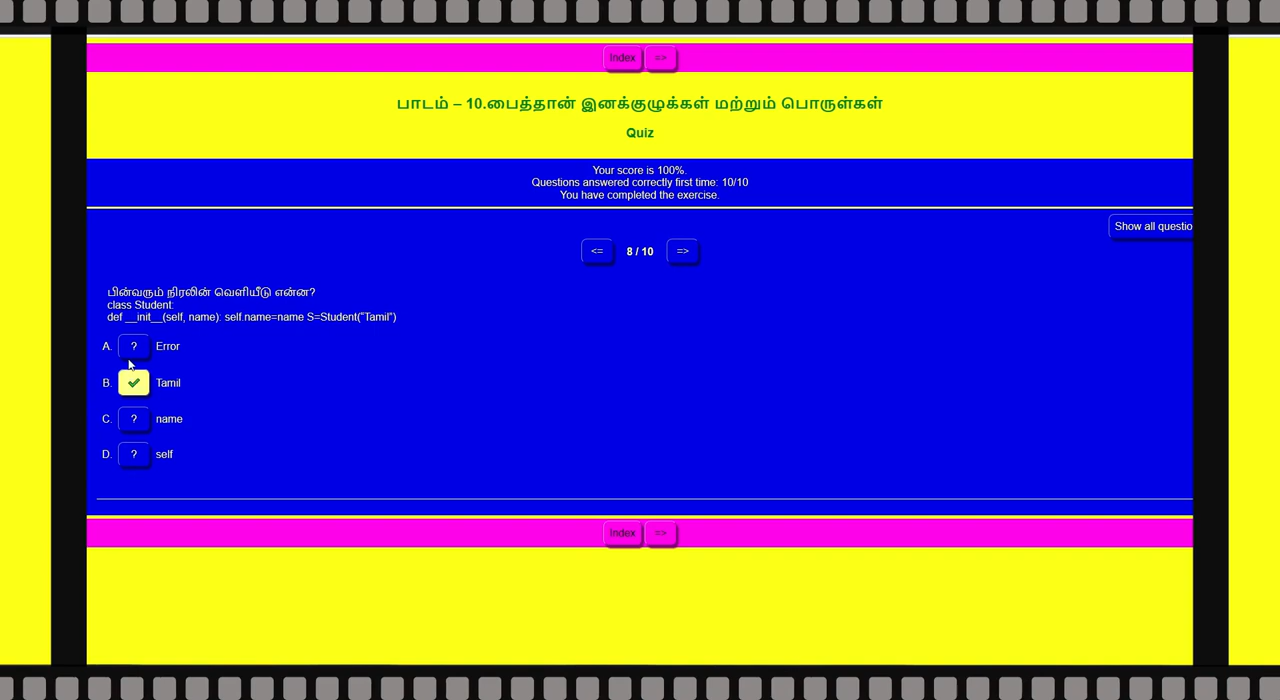 Index =>
பாடம் – 10.பைத்தான் இனக்குழுக்கள் மற்றும் பொருள்கள்
Quiz
Your score is 100%.
Questions answered correctly first time: 10/10
You have completed the exercise.
Show all questio
<= 8 / 10 =>
பின்வரும் நிரலின் வெளியீடு என்ன?
class Student:
def __init__(self, name): self.name=name S=Student("Tamil")
A. ? Error
B. ✔ Tamil
C. ? name
D. ? self
Index =>